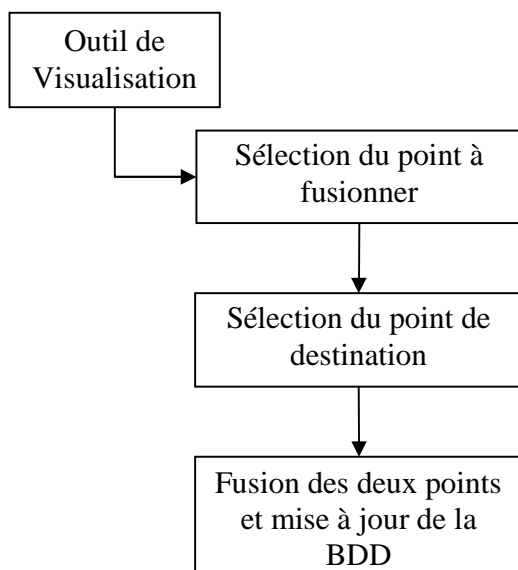 Outil de
Visualisation
Sélection du point à
fusionner
Sélection du point de
destination
Fusion des deux points
et mise à jour de la
BDD